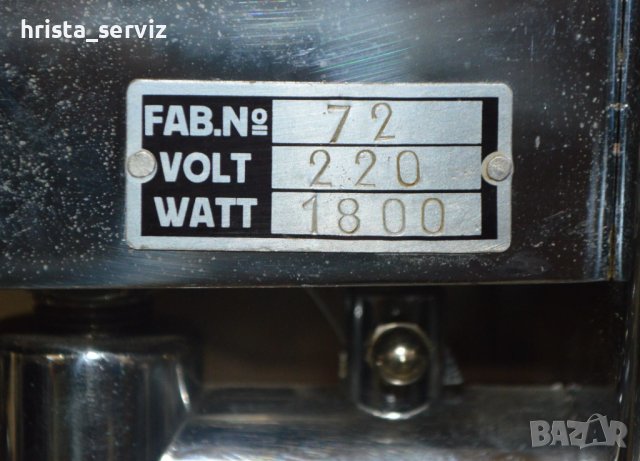 hrista_serviz
FAB.Nº 72
VOLT 220
WATT 1800
BAZAR